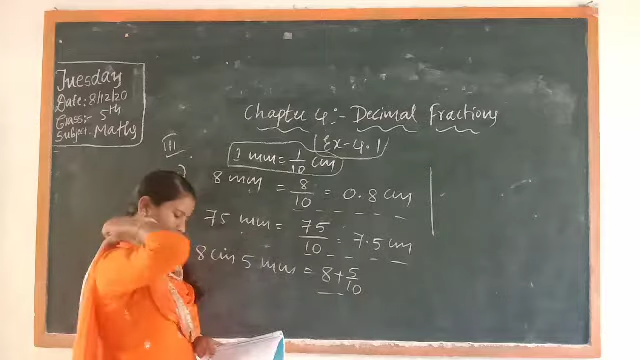 Tuesday
Date: 8/12/20
Class:- 5th
Subject. Maths
Chapter 4:- Decimal Fractions
Ex-4.1
III
1 mm = 1/10 cm
8 mm = 8/10 = 0.8 cm
75 mm = 75/10 = 7.5 cm
8 cm 5 mm = 8+5/10